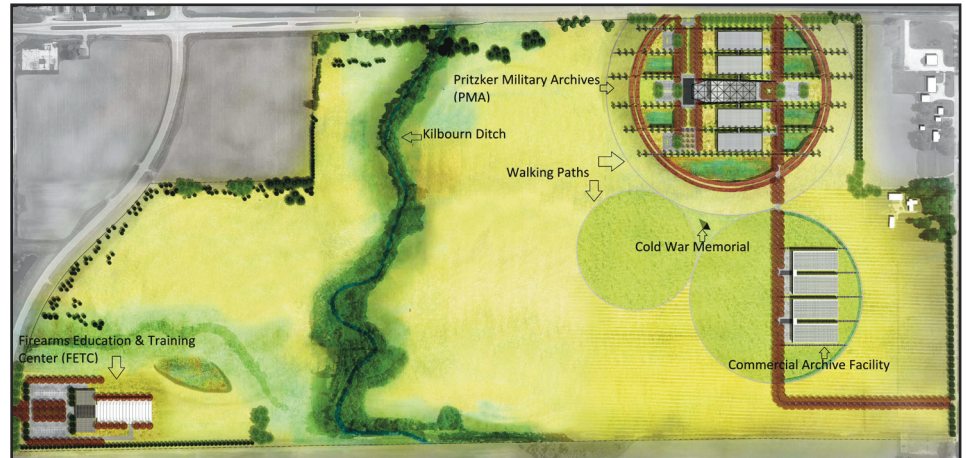 Pritzker Military Archives
(PMA)
Kilbourn Ditch
Walking Paths
Cold War Memorial
Firearms Education & Training
Center (FETC)
Commercial Archive Facility